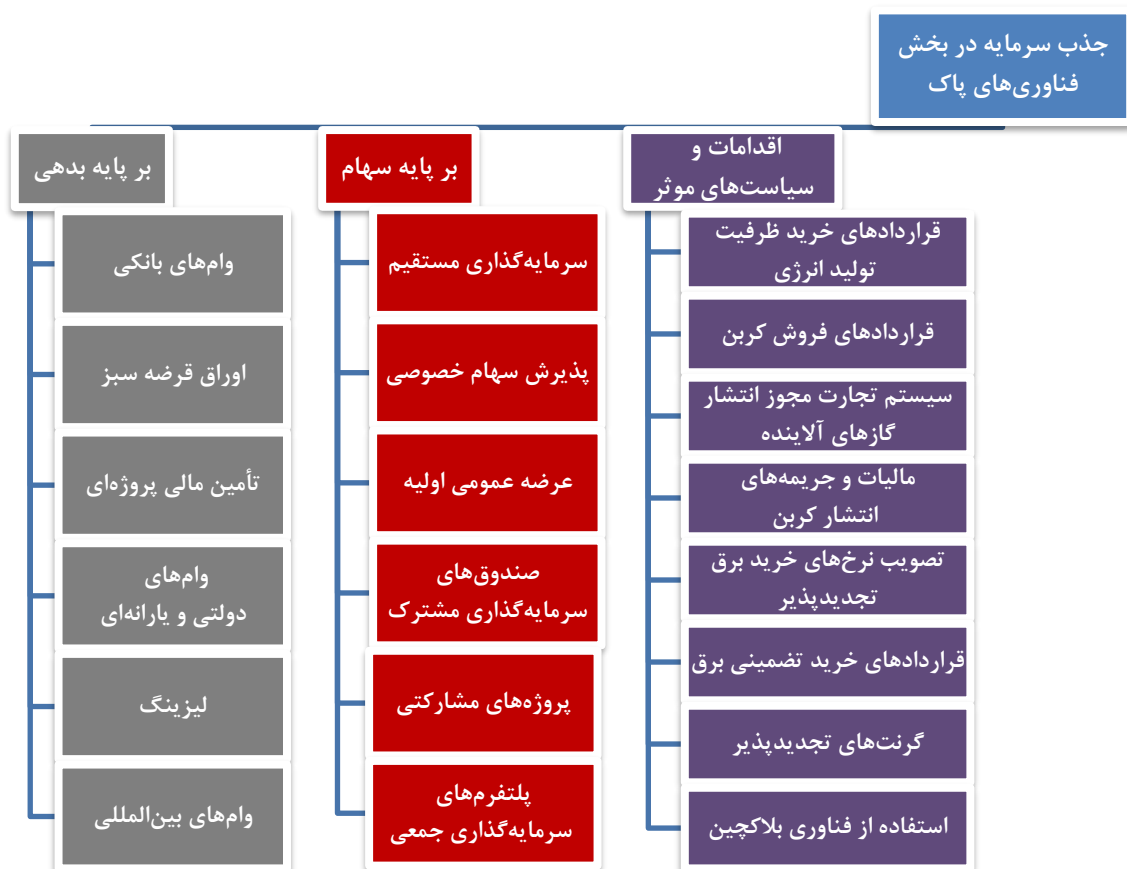 جذب سرمایه در بخش
فناوری‌های پاک
اقدامات و
سیاست‌های موثر
قراردادهای خرید ظرفیت
تولید انرژی
قراردادهای فروش کربن
سیستم تجارت مجوز انتشار
گازهای آلاینده
مالیات و جریمه‌های
انتشار کربن
تصویب نرخ‌های خرید برق
تجدیدپذیر
قراردادهای خرید تضمینی برق
گرنت‌های تجدیدپذیر
استفاده از فناوری بلاکچین
بر پایه سهام
سرمایه‌گذاری مستقیم
پذیرش سهام خصوصی
عرضه عمومی اولیه
صندوق‌های
سرمایه‌گذاری مشترک
پروژه‌های مشارکتی
پلتفرم‌های
سرمایه‌گذاری جمعی
بر پایه بدهی
وام‌های بانکی
اوراق قرضه سبز
تأمین مالی پروژه‌ای
وام‌های
دولتی و یارانه‌ای
لیزینگ
وام‌های بین‌المللی